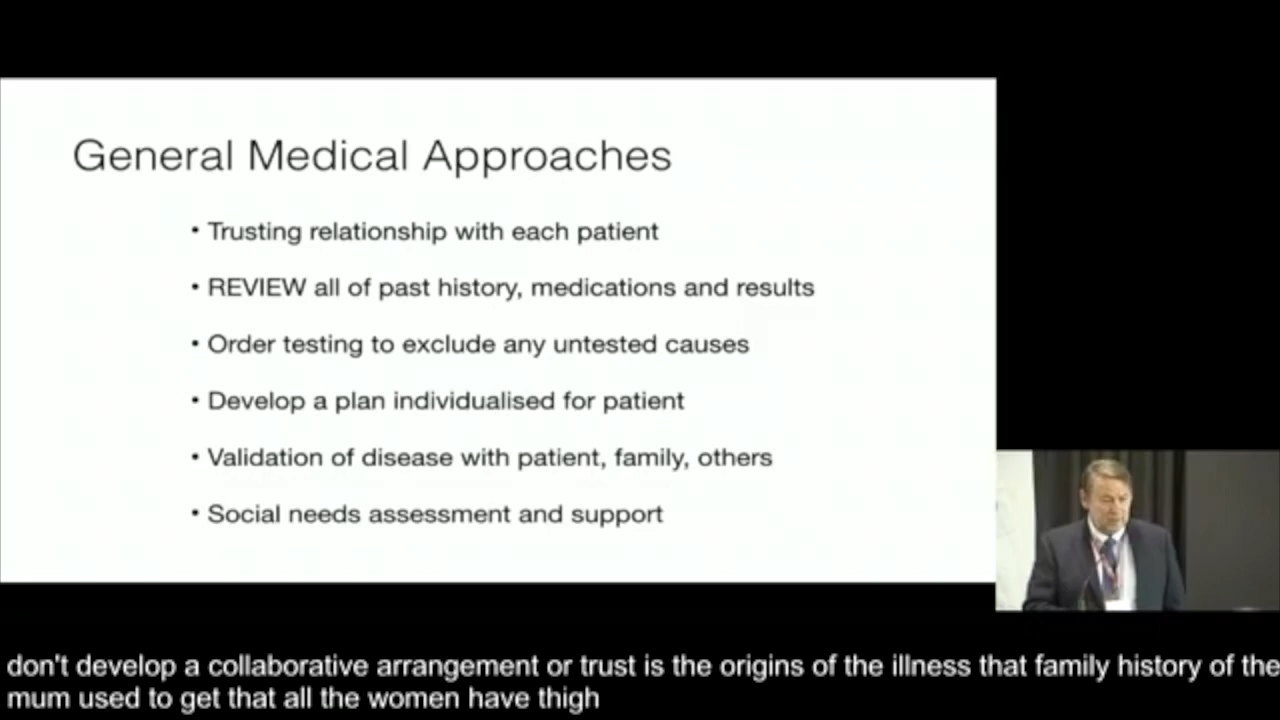 General Medical Approaches
• Trusting relationship with each patient
• REVIEW all of past history, medications and results
• Order testing to exclude any untested causes
• Develop a plan individualised for patient
• Validation of disease with patient, family, others
• Social needs assessment and support
don't develop a collaborative arrangement or trust is the origins of the illness that family history of the
mum used to get that all the women have thigh